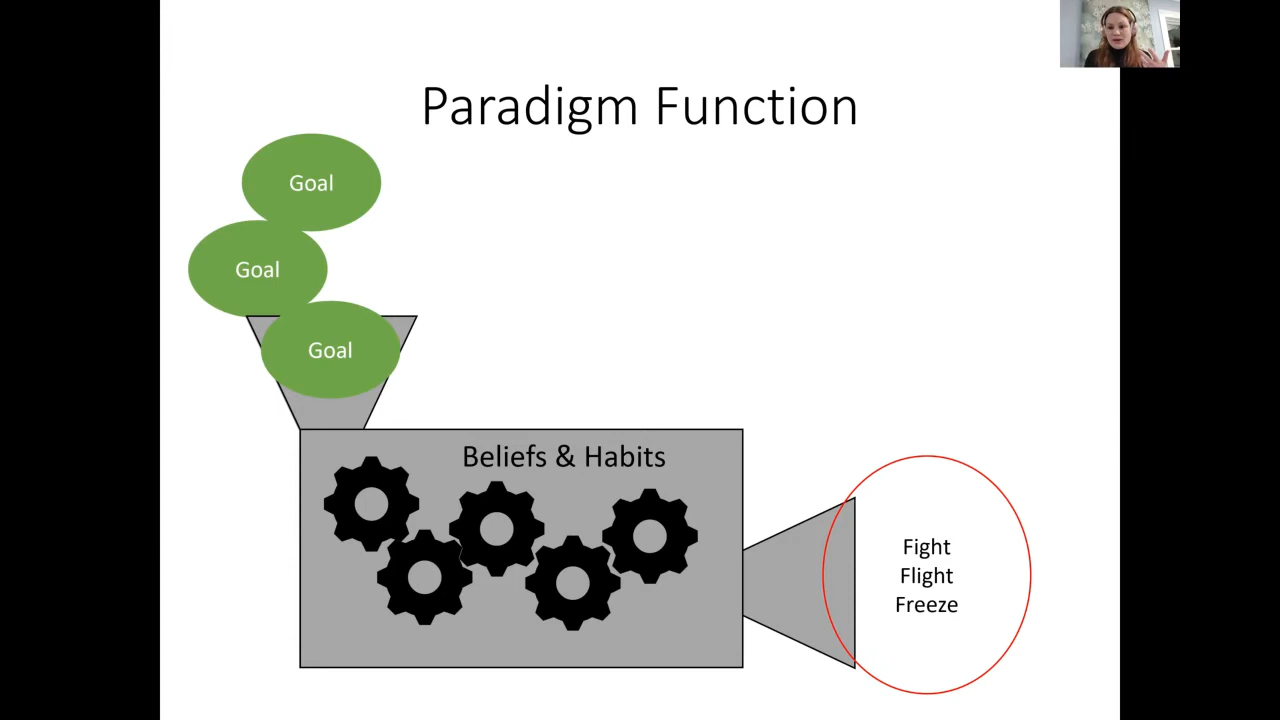 Paradigm Function
Goal
Goal
Goal
Beliefs & Habits
Fight
Flight
Freeze